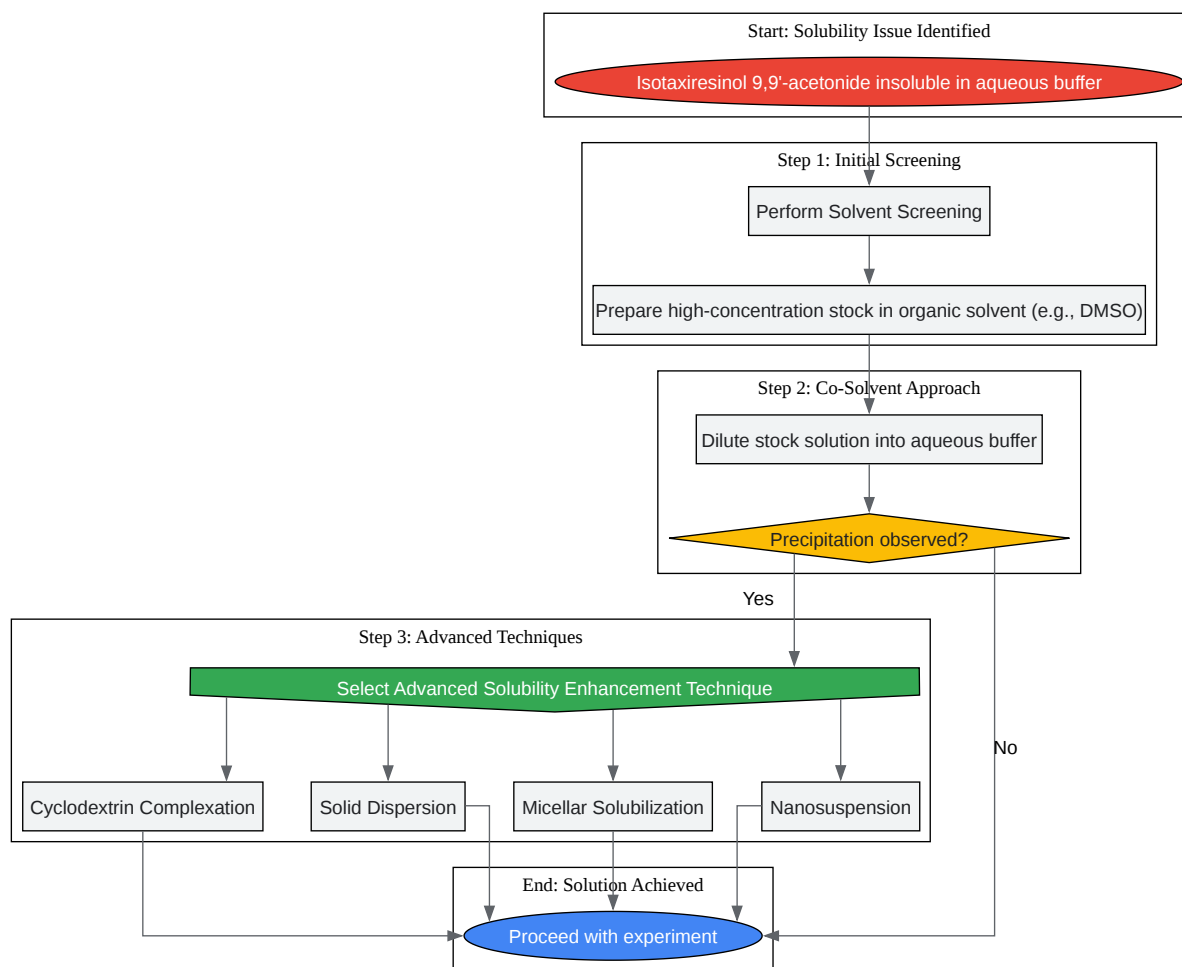 Start: Solubility Issue Identified
Isotaxiresinol 9,9'-acetonide insoluble in aqueous buffer
Step 1: Initial Screening
Perform Solvent Screening
Prepare high-concentration stock in organic solvent (e.g., DMSO)
Step 2: Co-Solvent Approach
Dilute stock solution into aqueous buffer
Precipitation observed?
Yes
No
Step 3: Advanced Techniques
Select Advanced Solubility Enhancement Technique
Cyclodextrin Complexation
Solid Dispersion
Micellar Solubilization
Nanosuspension
End: Solution Achieved
Proceed with experiment